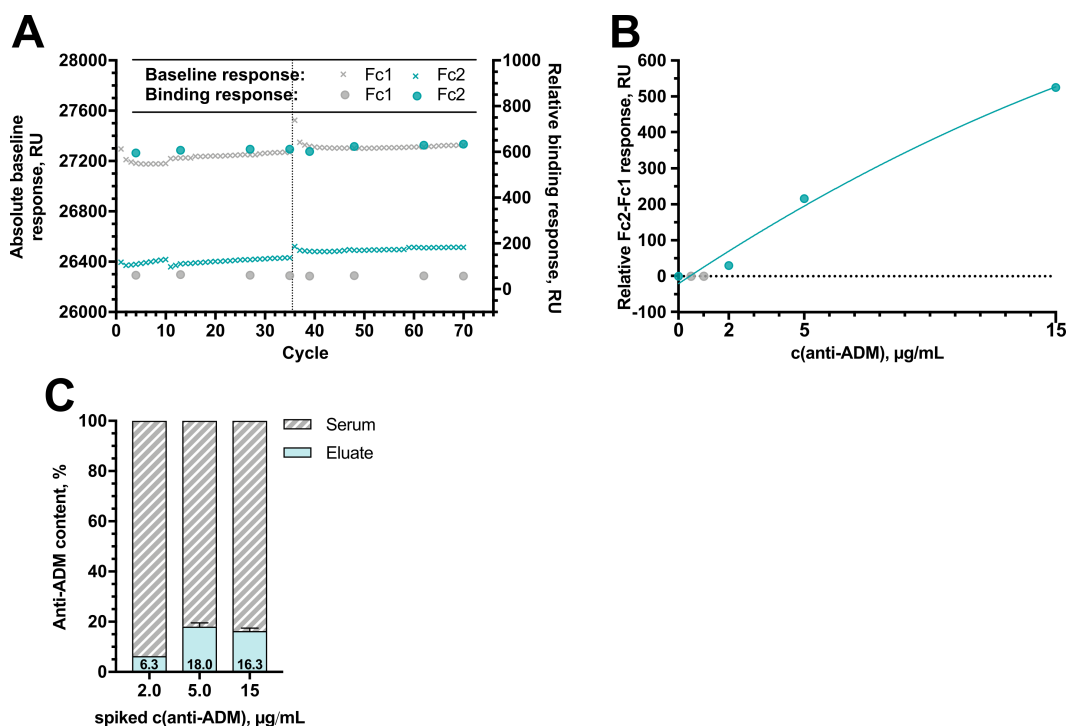 A
28000
27600
27200
26800
26400
26000
Absolute baseline
response, RU
Baseline response: Fc1 Fc2
Binding response: Fc1 Fc2
1000
800
600
400
200
0
Relative binding response, RU
0 10 20 30 40 50 60 70
Cycle
B
600
500
400
300
200
100
0
-100
Relative Fc2-Fc1 response, RU
0 2 5 15
c(anti-ADM), µg/mL
C
100
80
60
40
20
0
Anti-ADM content, %
Serum
Eluate
6.3 18.0 16.3
2.0 5.0 15
spiked c(anti-ADM), µg/mL